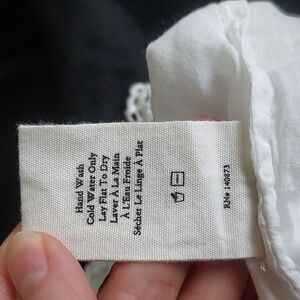 Hand Wash
Cold Water Only
Lay Flat To Dry
Laver À La Main
À L'Eau Froide
Sécher Le Linge À Plat
RN# 140873